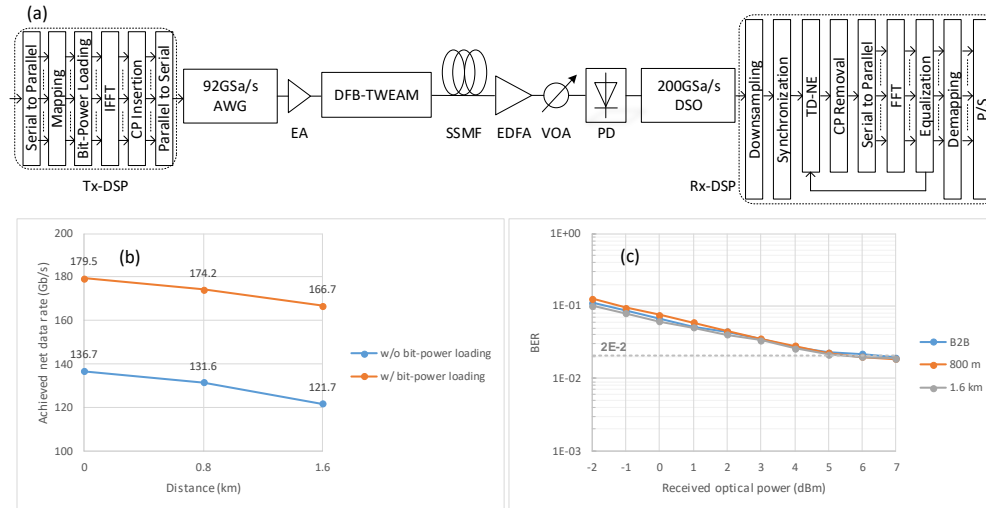 (a)
Serial to Parallel
Mapping
Bit-Power Loading
IFFT
CP Insertion
Parallel to Serial
Tx-DSP
92GSa/s
AWG
EA
DFB-TWEAM
SSMF
EDFA
VOA
PD
200GSa/s
DSO
Rx-DSP
Downsampling
Synchronization
TD-NE
CP Removal
Serial to Parallel
FFT
Equalization
Demapping
P/S
(b)
Achieved net data rate (Gb/s)
200
180
160
140
120
100
179.5
174.2
166.7
136.7
131.6
121.7
0
0.8
1.6
Distance (km)
w/o bit-power loading
w/ bit-power loading
(c)
BER
1E+00
1E-01
1E-02
1E-03
2E-2
-2
-1
0
1
2
3
4
5
6
7
Received optical power (dBm)
B2B
800 m
1.6 km